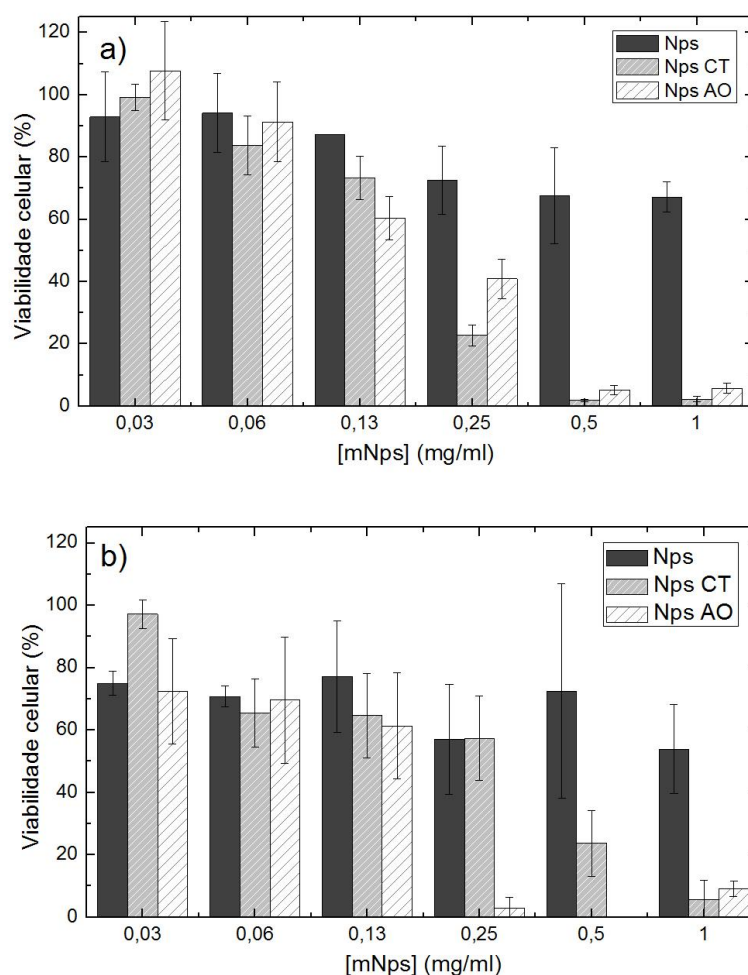 a)
Nps
Nps CT
Nps AO
Viabilidade celular (%)
120
100
80
60
40
20
0
0,03 0,06 0,13 0,25 0,5 1
[mNps] (mg/ml)
b)
Nps
Nps CT
Nps AO
Viabilidade celular (%)
120
100
80
60
40
20
0
0,03 0,06 0,13 0,25 0,5 1
[mNps] (mg/ml)